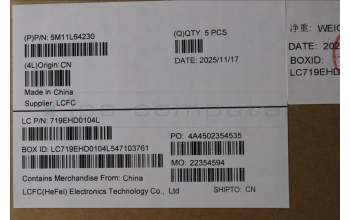 (P)P/N: 5M11L64230
(Q)QTY: 5 PCS
(4L)Origin: CN
DATE: 2025/11/17
Made in China
Supplier: LCFC
净重: WEIG
DATE: 202
BOXID:
LC719EHD0104L
LC P/N: 719EHD0104L
PO: 4A4502354535
BOX ID: LC719EHD0104L547103761
MO: 22354594
Contains Merchandise From: China
LCFC(HeFei) Electronics Technology Co., Ltd
SHIPTO: CN